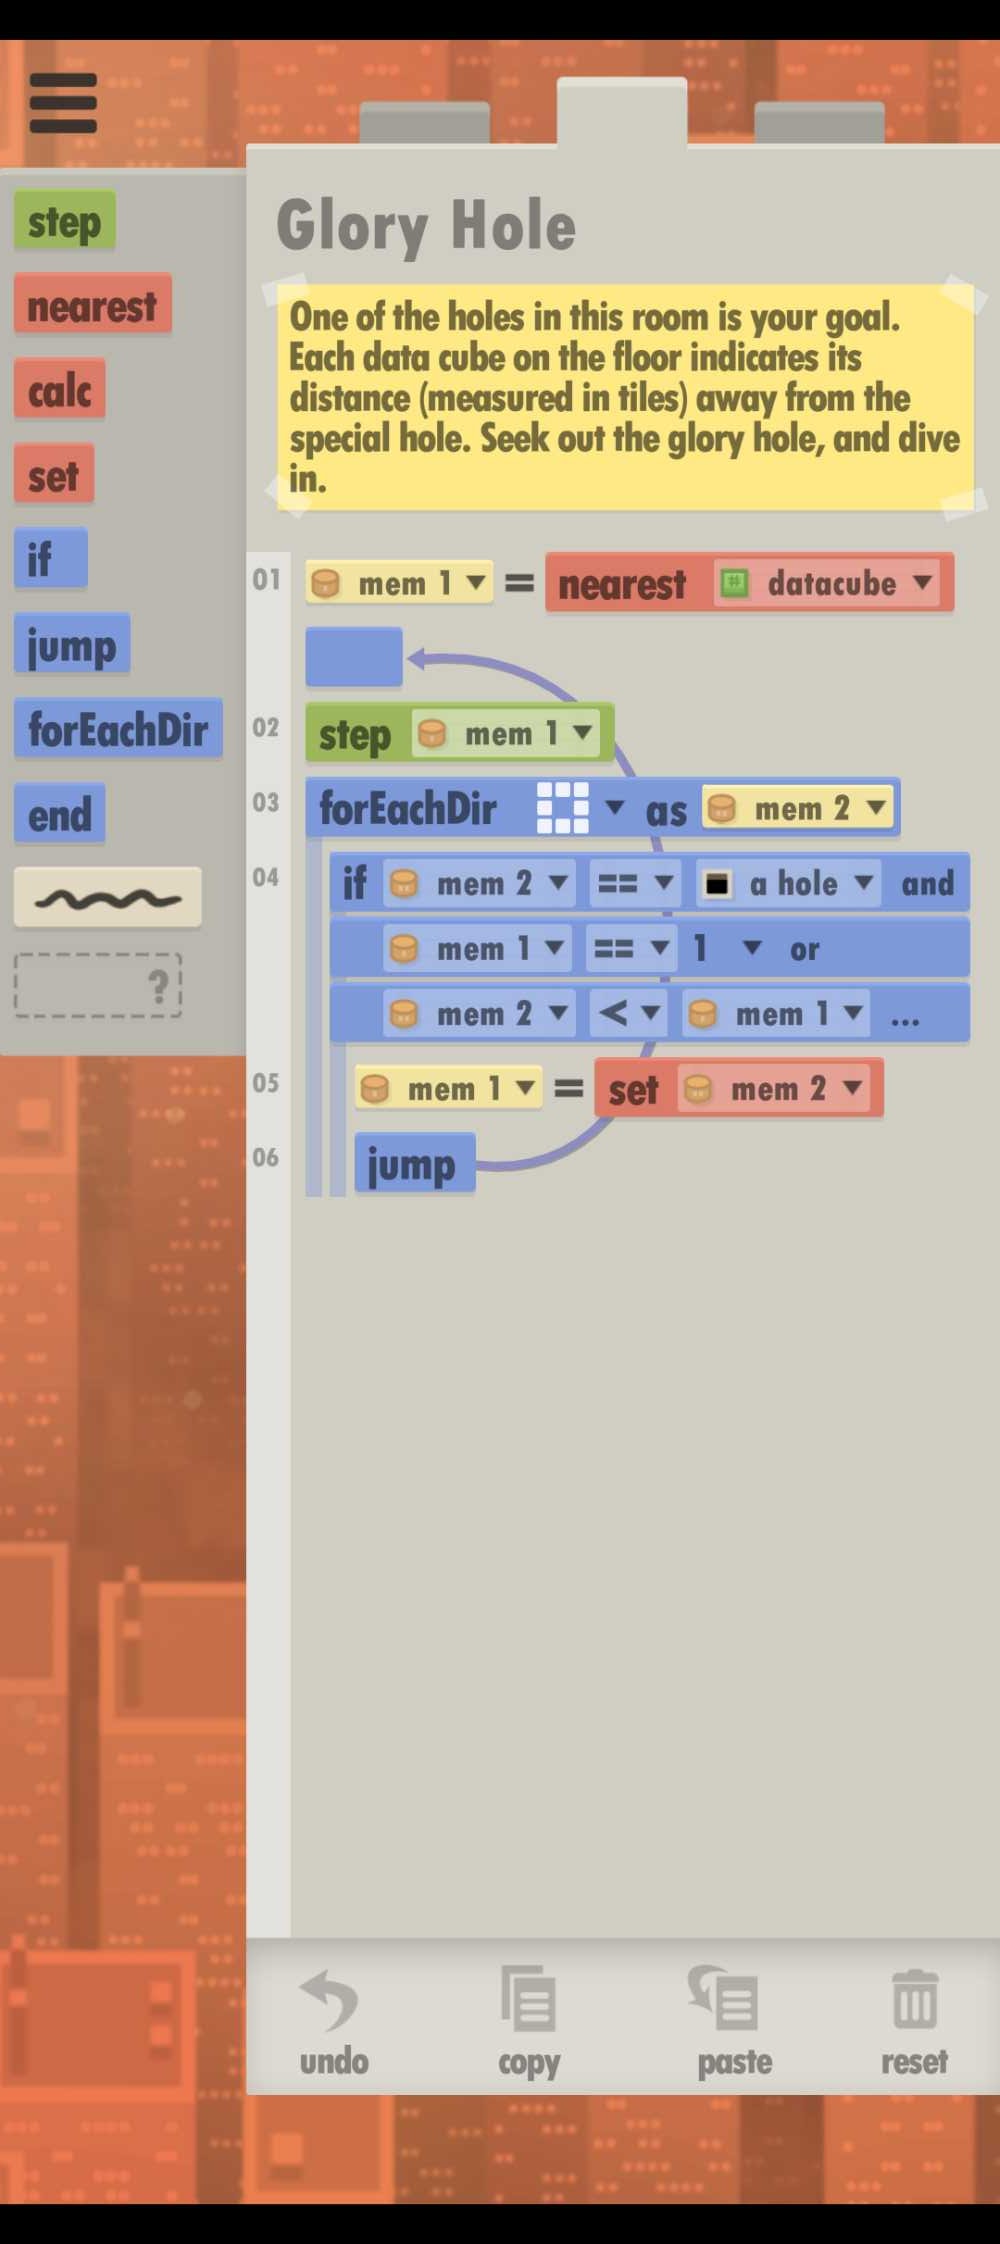 Glory Hole
One of the holes in this room is your goal.
Each data cube on the floor indicates its
distance (measured in tiles) away from the
special hole. Seek out the glory hole, and dive
in.
step
nearest
calc
set
if
jump
forEachDir
end
?
01 mem 1 = nearest # datacube
02 step mem 1
03 forEachDir as mem 2
04 if mem 2 == a hole and
mem 1 == 1 or
mem 2 < mem 1 ...
05 mem 1 = set mem 2
06 jump
undo copy paste reset